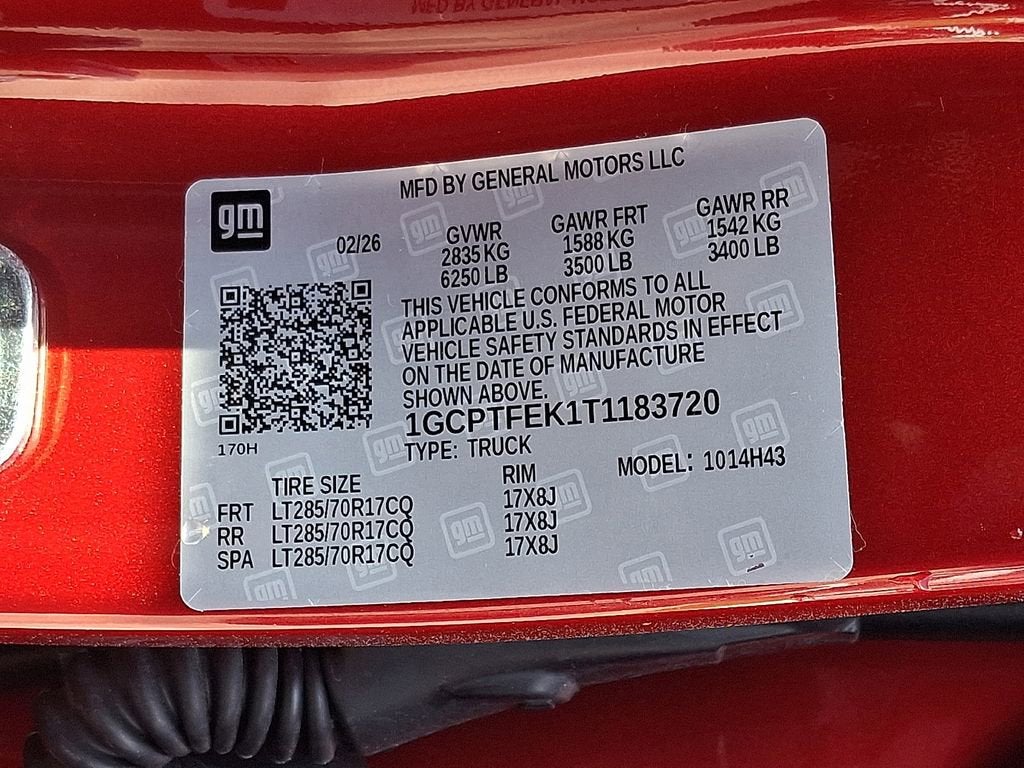 MFD BY GENERAL MOTORS LLC
gm
02/26
GVWR GAWR FRT GAWR RR
2835 KG 1588 KG 1542 KG
6250 LB 3500 LB 3400 LB
THIS VEHICLE CONFORMS TO ALL
APPLICABLE U.S. FEDERAL MOTOR
VEHICLE SAFETY STANDARDS IN EFFECT
ON THE DATE OF MANUFACTURE
SHOWN ABOVE.
1GCPTFEK1T1183720
170H
TYPE: TRUCK
MODEL: 1014H43
TIRE SIZE RIM
FRT LT285/70R17CQ 17X8J
RR LT285/70R17CQ 17X8J
SPA LT285/70R17CQ 17X8J